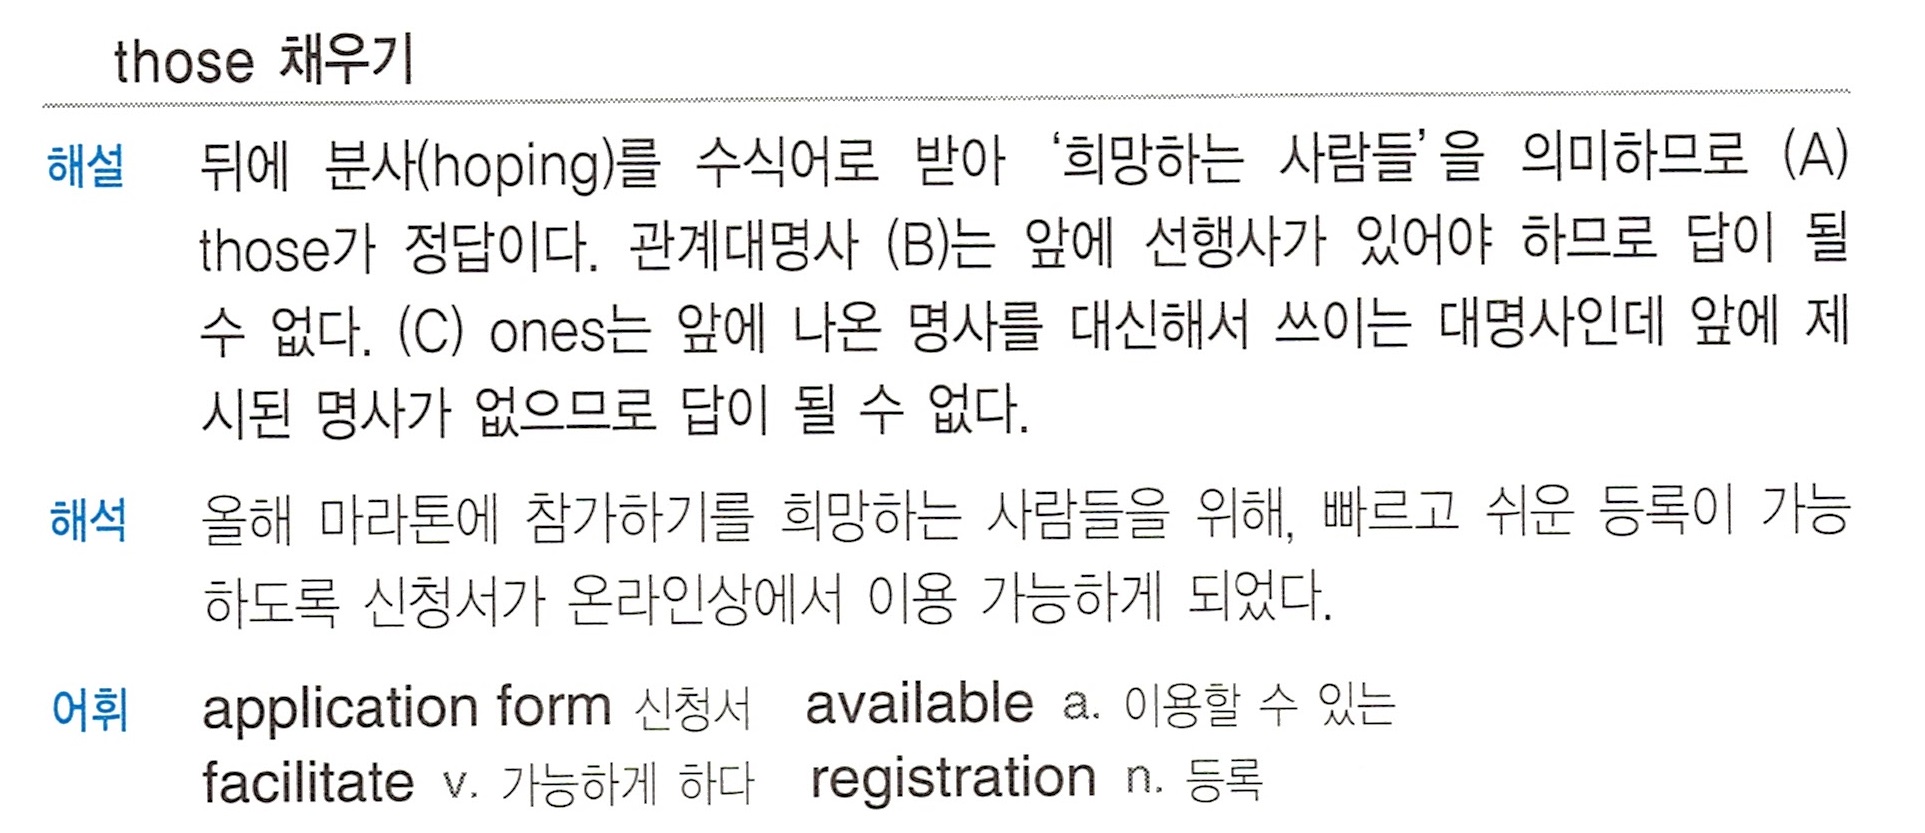 those 채우기
해설 뒤에 분사(hoping)를 수식어로 받아 ‘희망하는 사람들’을 의미하므로 (A)
those가 정답이다. 관계대명사 (B)는 앞에 선행사가 있어야 하므로 답이 될
수 없다. (C) ones는 앞에 나온 명사를 대신해서 쓰이는 대명사인데 앞에 제
시된 명사가 없으므로 답이 될 수 없다.
해석 올해 마라톤에 참가하기를 희망하는 사람들을 위해, 빠르고 쉬운 등록이 가능
하도록 신청서가 온라인상에서 이용 가능하게 되었다.
어휘 application form 신청서 available a. 이용할 수 있는
facilitate v. 가능하게 하다 registration n. 등록